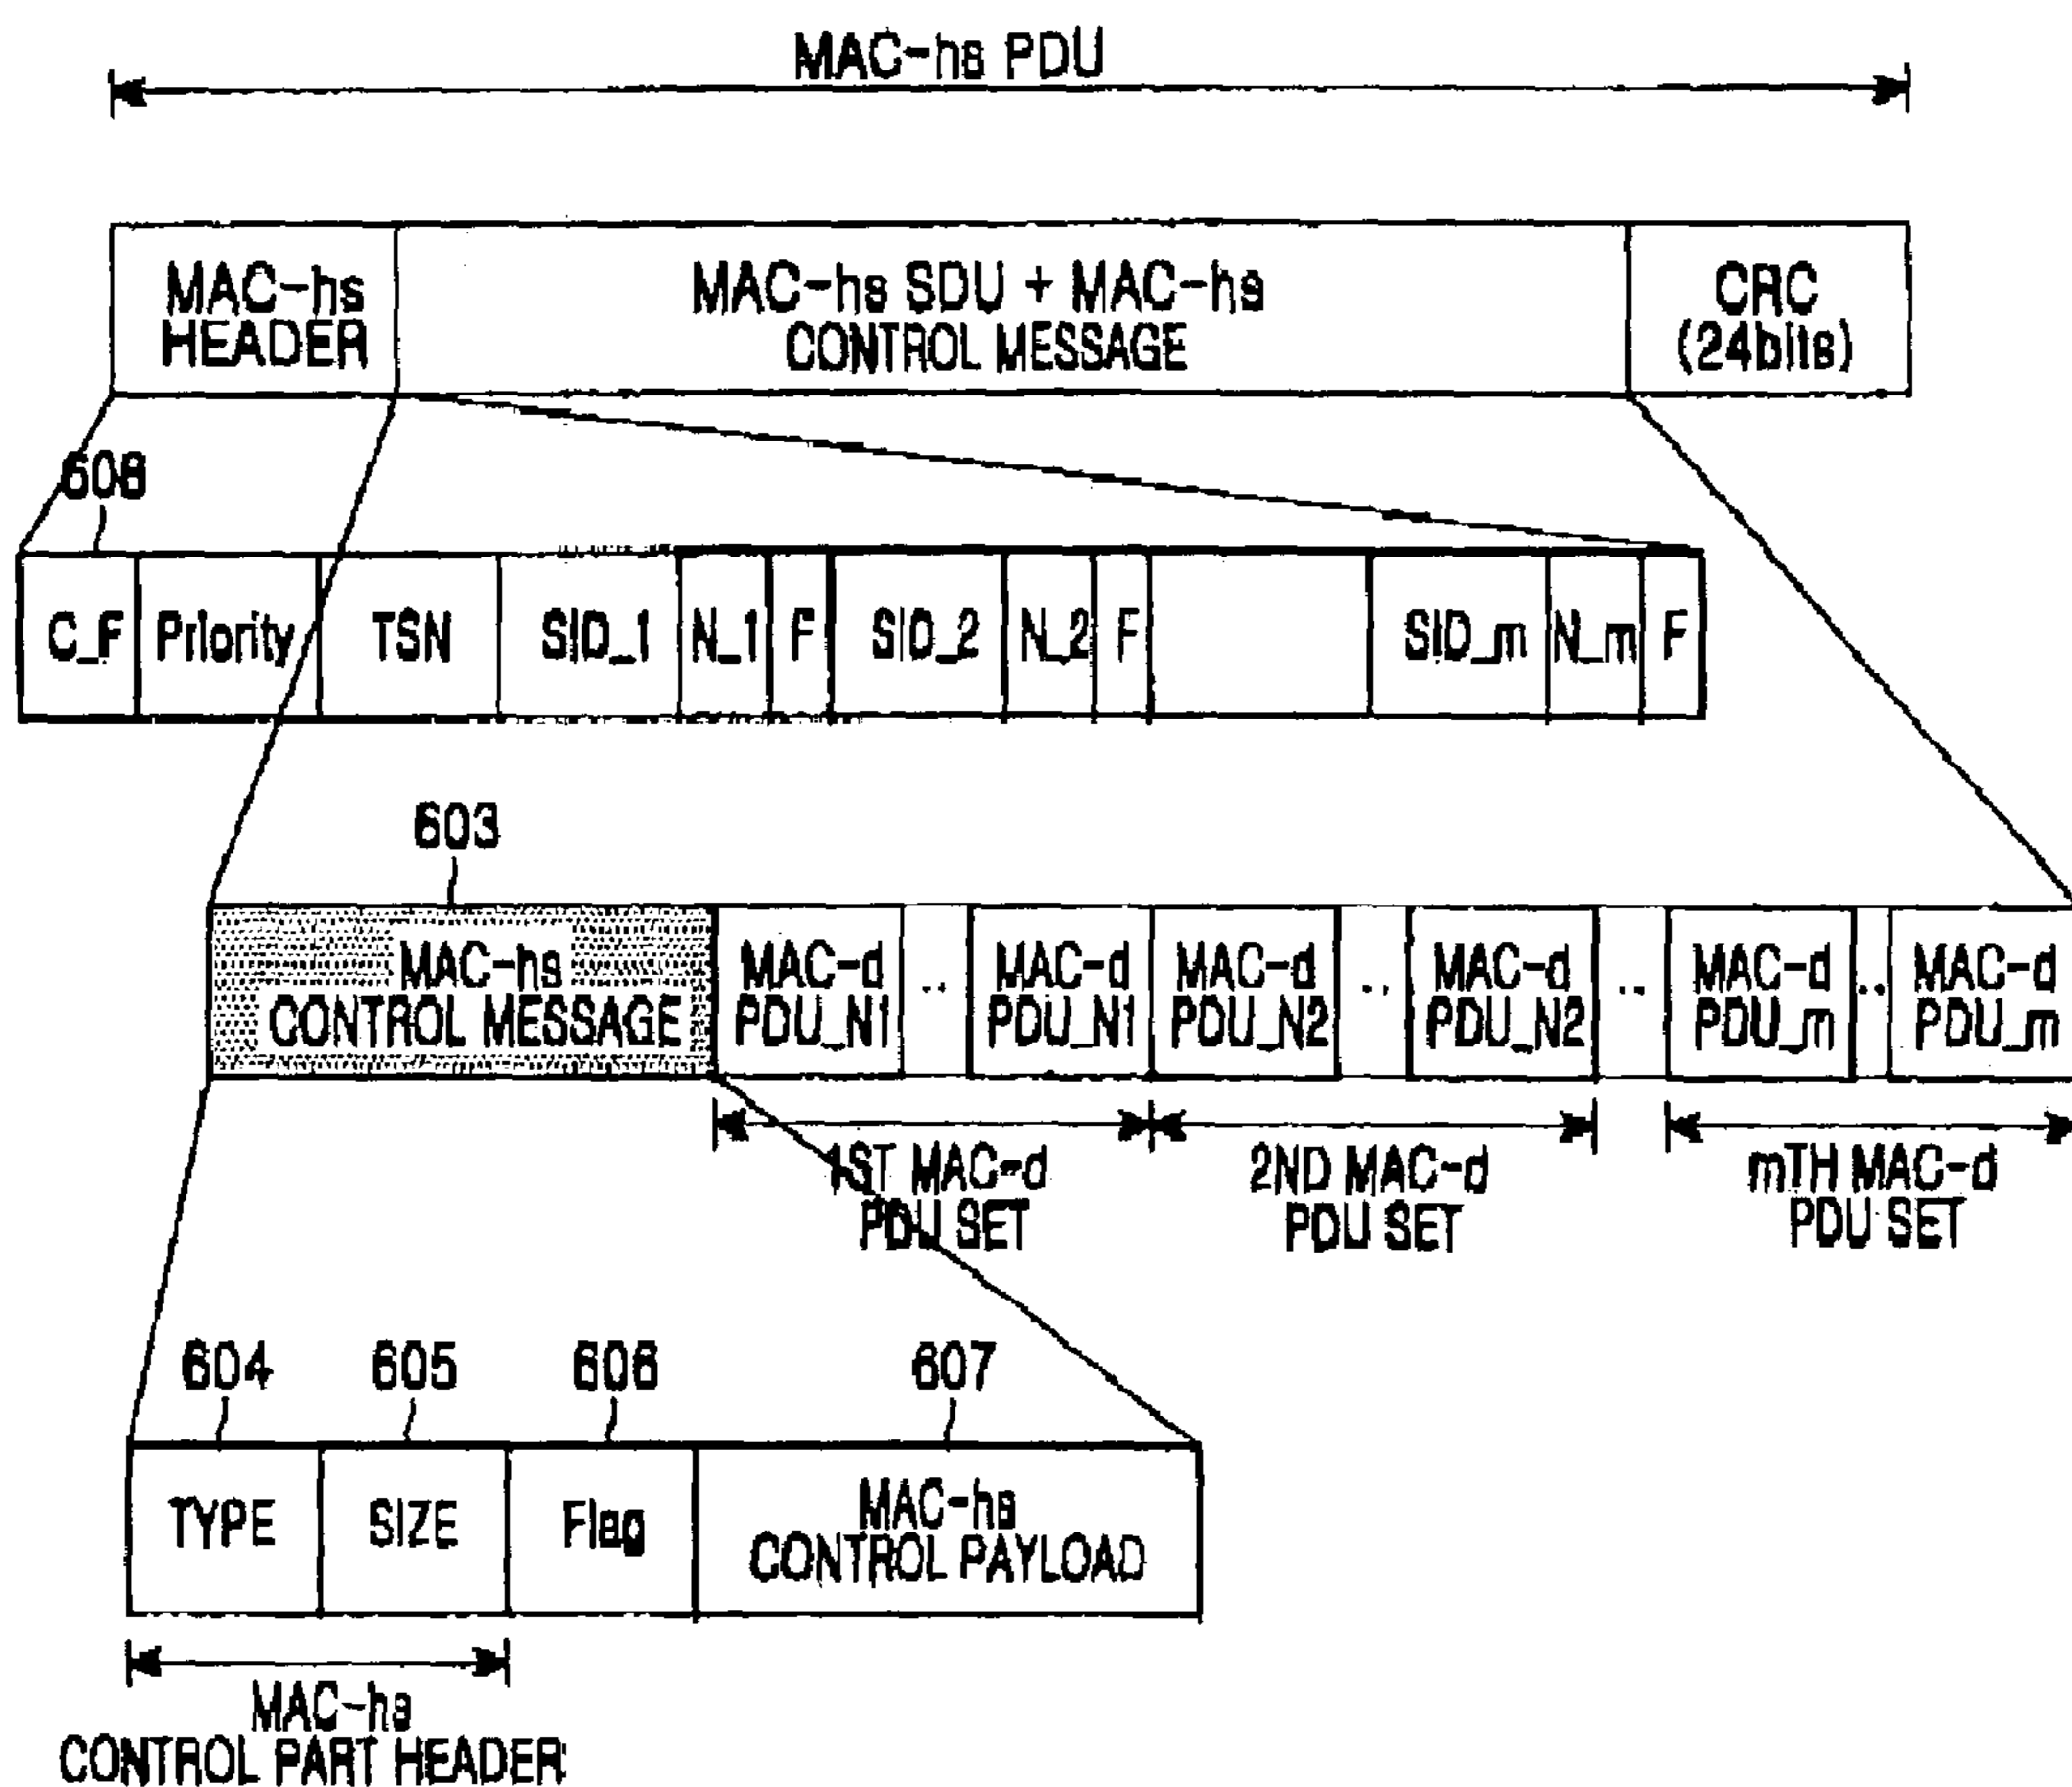 MAC-hs PDU
MAC-hs
HEADER
MAC-hs SDU + MAC-hs
CONTROL MESSAGE
CRC
(24bits)
608
C_F
Priority
TSN
SID_1
N_1
F
SID_2
N_2
F
SID_m
N_m
F
603
MAC-hs
CONTROL MESSAGE
MAC-d
PDU_N1
..
MAC-d
PDU_N1
MAC-d
PDU_N2
..
MAC-d
PDU_N2
..
MAC-d
PDU_m
..
MAC-d
PDU_m
1ST MAC-d
PDU SET
2ND MAC-d
PDU SET
mTH MAC-d
PDU SET
604
605
606
607
TYPE
SIZE
Flag
MAC-hs
CONTROL PAYLOAD
MAC-hs
CONTROL PART HEADER